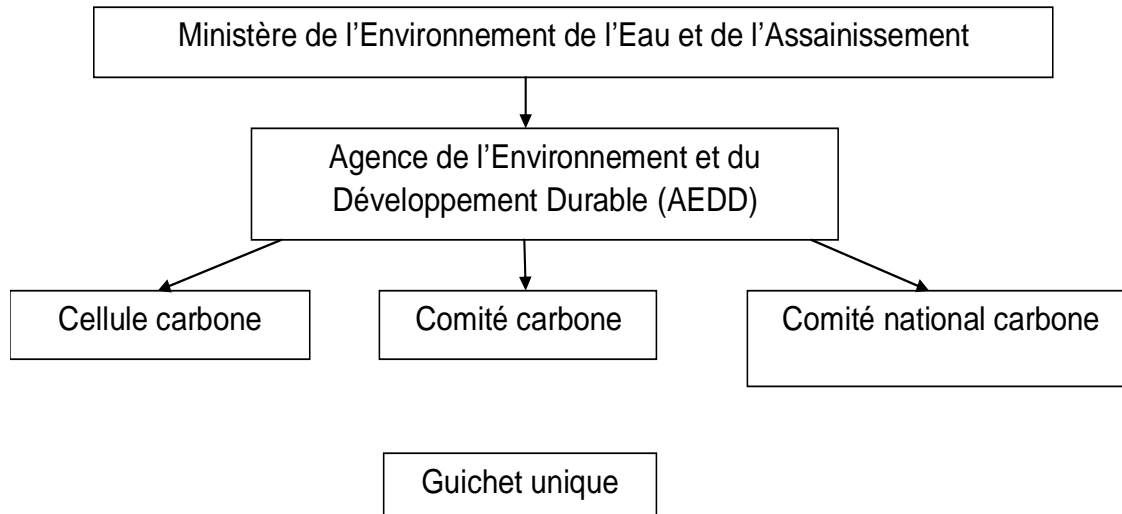 Ministère de l’Environnement de l’Eau et de l’Assainissement
Agence de l’Environnement et du
Développement Durable (AEDD)
Cellule carbone
Comité carbone
Comité national carbone
Guichet unique